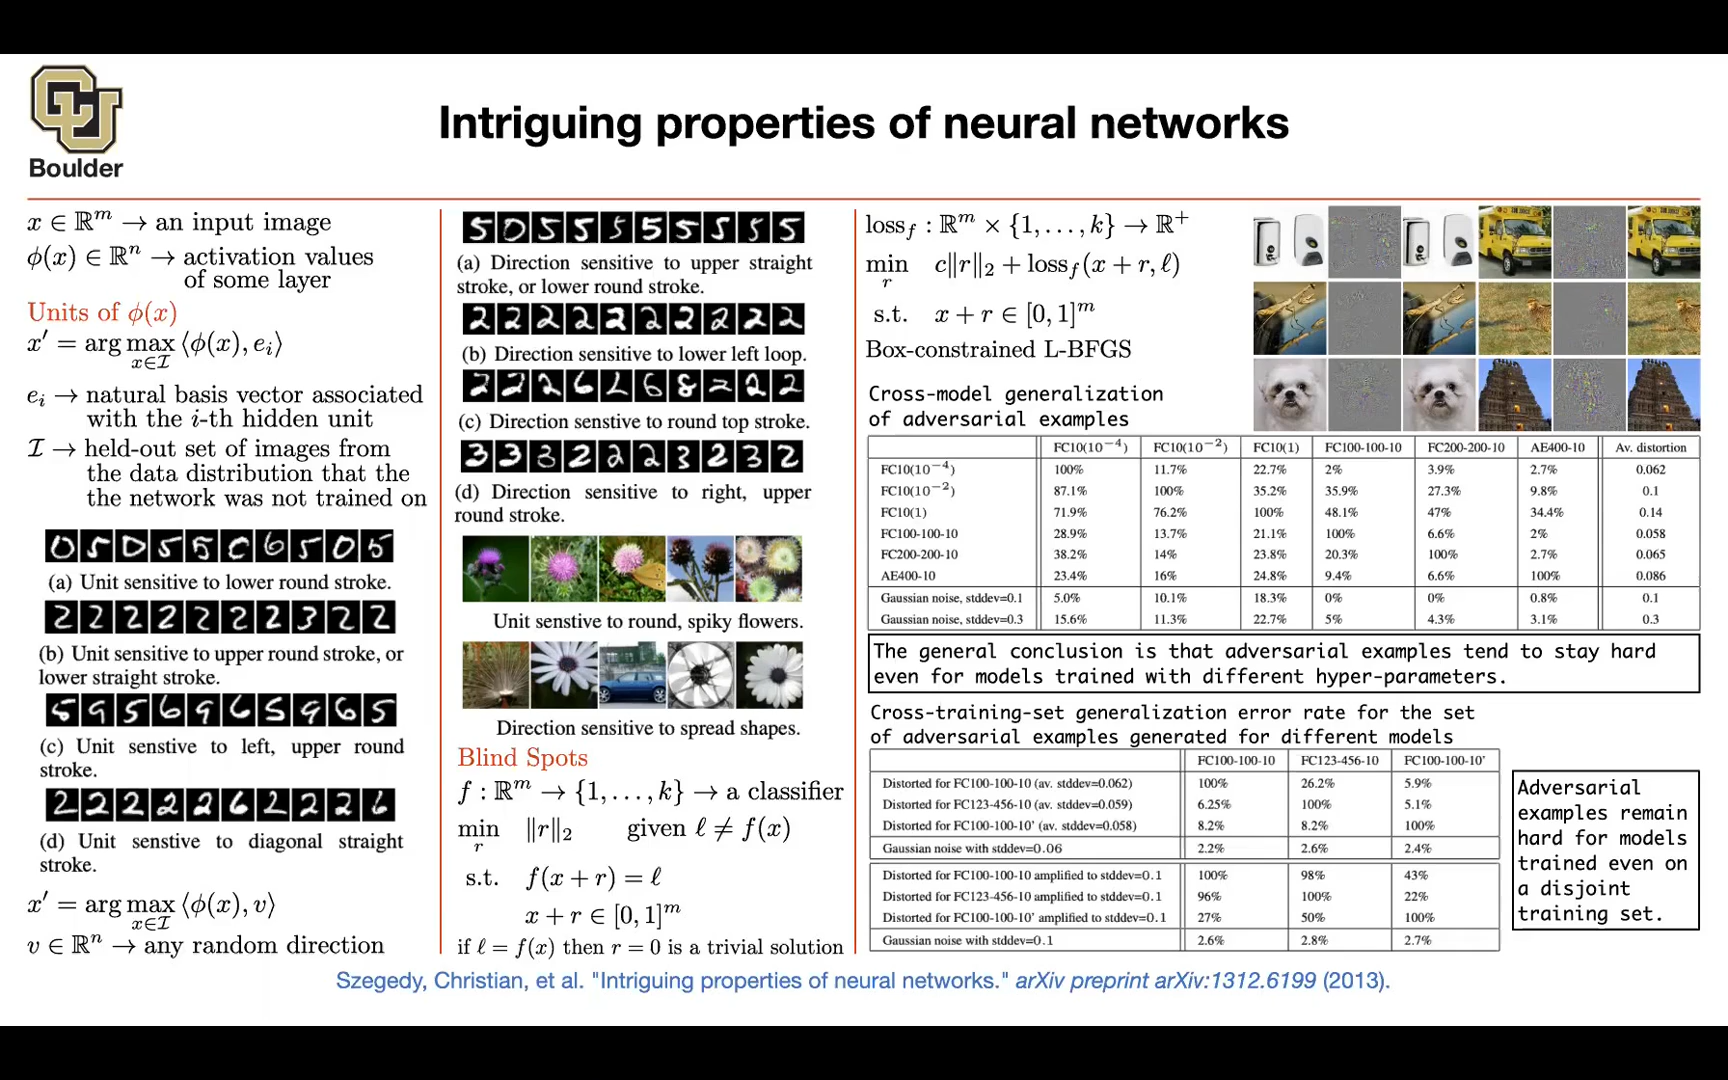 CU
Boulder
Intriguing properties of neural networks
x ∈ ℝ^m → an input image
ϕ(x) ∈ ℝ^n → activation values
of some layer
Units of ϕ(x)
x′ = arg max_{x∈ℐ} ⟨ϕ(x), e_i⟩
e_i → natural basis vector associated
with the i-th hidden unit
ℐ → held-out set of images from
the data distribution that the
the network was not trained on
(a) Unit sensitive to lower round stroke.
(b) Unit sensitive to upper round stroke, or
lower straight stroke.
(c) Unit senstive to left, upper round
stroke.
(d) Unit senstive to diagonal straight
stroke.
x′ = arg max_{x∈ℐ} ⟨ϕ(x), v⟩
v ∈ ℝ^n → any random direction
(a) Direction sensitive to upper straight
stroke, or lower round stroke.
(b) Direction sensitive to lower left loop.
(c) Direction senstive to round top stroke.
(d) Direction sensitive to right, upper
round stroke.
Unit senstive to round, spiky flowers.
Direction sensitive to spread shapes.
Blind Spots
f : ℝ^m → {1, . . . , k} → a classifier
min_r ‖r‖₂ given ℓ ≠ f(x)
s.t. f(x + r) = ℓ
x + r ∈ [0, 1]^m
if ℓ = f(x) then r = 0 is a trivial solution
loss_f : ℝ^m × {1, . . . , k} → ℝ^+
min_r c‖r‖₂ + loss_f(x + r, ℓ)
s.t. x + r ∈ [0, 1]^m
Box-constrained L-BFGS
Cross-model generalization
of adversarial examples
FC10(10^−4) FC10(10^−2) FC10(1) FC100-100-10 FC200-200-10 AE400-10 Av. distortion
FC10(10^−4) 100% 11.7% 22.7% 2% 3.9% 2.7% 0.062
FC10(10^−2) 87.1% 100% 35.2% 35.9% 27.3% 9.8% 0.1
FC10(1) 71.9% 76.2% 100% 48.1% 47% 34.4% 0.14
FC100-100-10 28.9% 13.7% 21.1% 100% 6.6% 2% 0.058
FC200-200-10 38.2% 14% 23.8% 20.3% 100% 2.7% 0.065
AE400-10 23.4% 16% 24.8% 9.4% 6.6% 100% 0.086
Gaussian noise, stddev=0.1 5.0% 10.1% 18.3% 0% 0% 0.8% 0.1
Gaussian noise, stddev=0.3 15.6% 11.3% 22.7% 5% 4.3% 3.1% 0.3
The general conclusion is that adversarial examples tend to stay hard
even for models trained with different hyper-parameters.
Cross-training-set generalization error rate for the set
of adversarial examples generated for different models
FC100-100-10 FC123-456-10 FC100-100-10'
Distorted for FC100-100-10 (av. stddev=0.062) 100% 26.2% 5.9%
Distorted for FC123-456-10 (av. stddev=0.059) 6.25% 100% 5.1%
Distorted for FC100-100-10' (av. stddev=0.058) 8.2% 8.2% 100%
Gaussian noise with stddev=0.06 2.2% 2.6% 2.4%
Distorted for FC100-100-10 amplified to stddev=0.1 100% 98% 43%
Distorted for FC123-456-10 amplified to stddev=0.1 96% 100% 22%
Distorted for FC100-100-10' amplified to stddev=0.1 27% 50% 100%
Gaussian noise with stddev=0.1 2.6% 2.8% 2.7%
Adversarial
examples remain
hard for models
trained even on
a disjoint
training set.
Szegedy, Christian, et al. "Intriguing properties of neural networks." arXiv preprint arXiv:1312.6199 (2013).